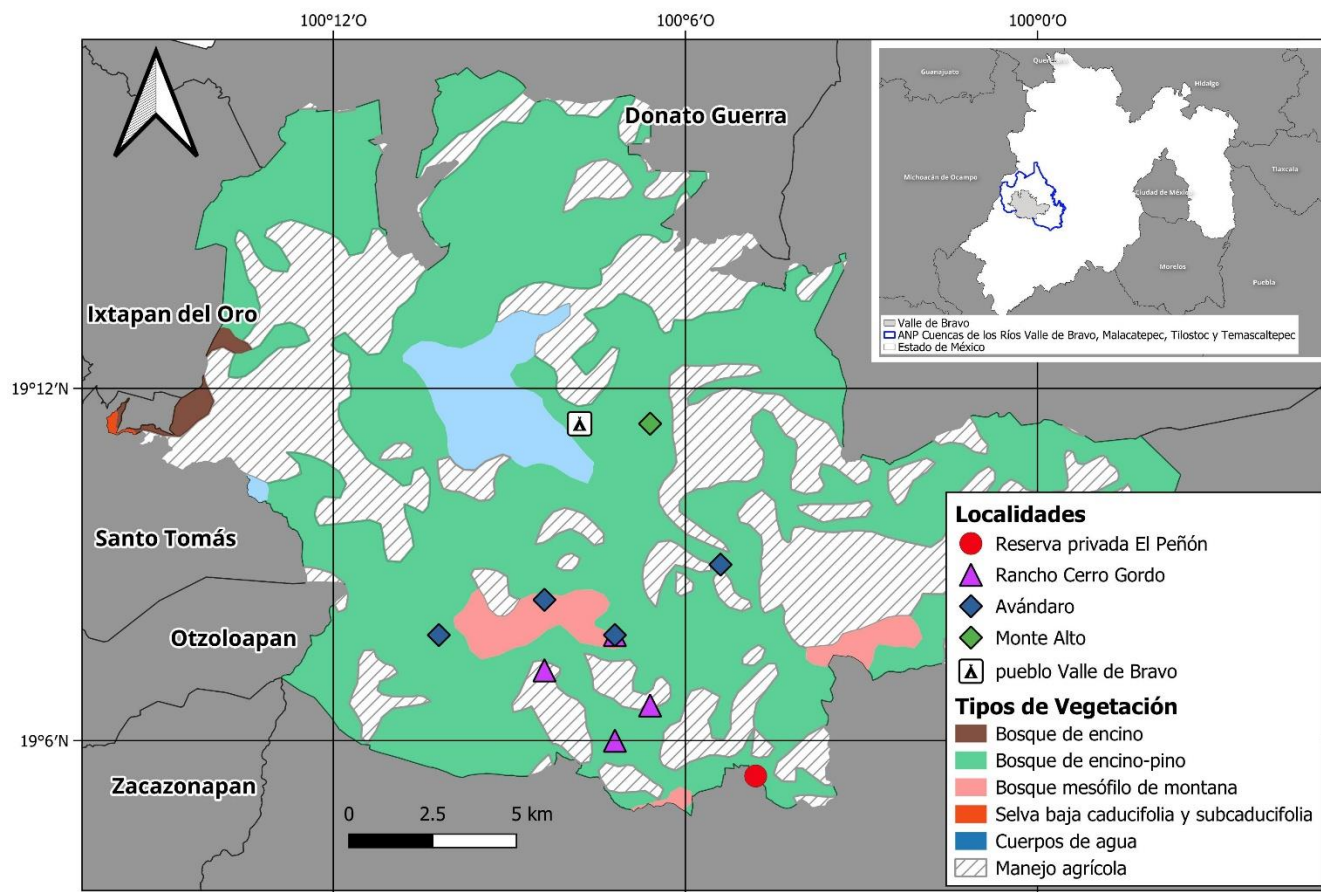 100°12'O
100°6'O
100°0'O
Donato Guerra
Guanajuato
Hidalgo
Michoacán de Ocampo
Tlaxcala
Ciudad de México
Morelos
Puebla
Valle de Bravo
ANP Cuencas de los Ríos Valle de Bravo, Malacatepec, Tilostoc y Temascaltepec
Estado de México
Ixtapan del Oro
19°12'N
Santo Tomás
Otzoloapan
19°6'N
Zacazonapan
0
2.5
5 km
Localidades
Reserva privada El Peñón
Rancho Cerro Gordo
Avándaro
Monte Alto
pueblo Valle de Bravo
Tipos de Vegetación
Bosque de encino
Bosque de encino-pino
Bosque mesófilo de montana
Selva baja caducifolia y subcaducifolia
Cuerpos de agua
Manejo agrícola